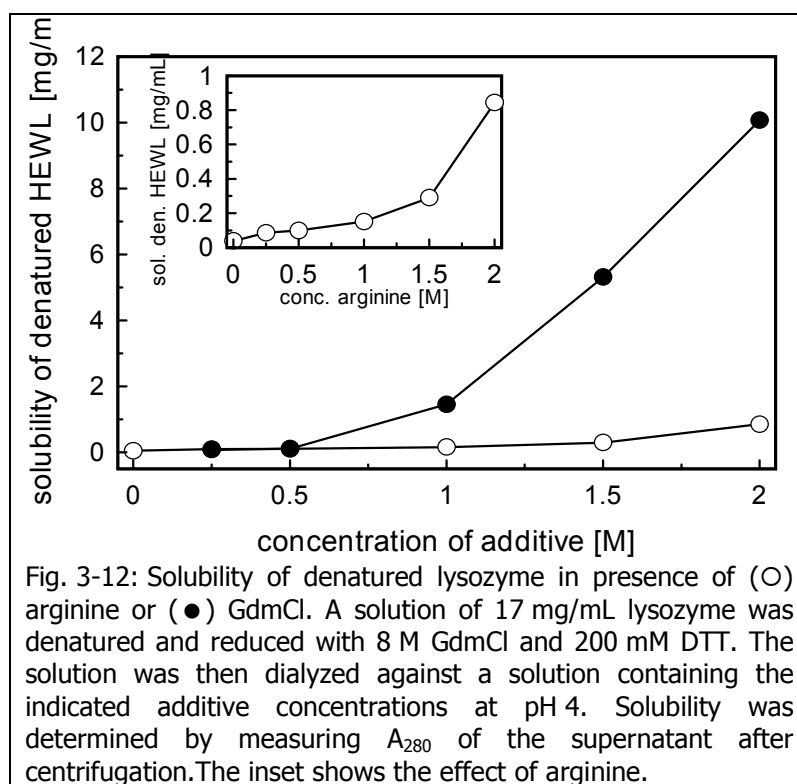 solubility of denatured HEWL [mg/m
12
10
8
6
4
2
0
0
0.5
1
1.5
2
concentration of additive [M]
sol. den. HEWL [mg/mL]
1
0.8
0.6
0.4
0.2
0
0
0.5
1
1.5
2
conc. arginine [M]
Fig. 3-12: Solubility of denatured lysozyme in presence of (○)
arginine or (●) GdmCl. A solution of 17 mg/mL lysozyme was
denatured and reduced with 8 M GdmCl and 200 mM DTT. The
solution was then dialyzed against a solution containing the
indicated additive concentrations at pH 4. Solubility was
determined by measuring A₂₈₀ of the supernatant after
centrifugation.The inset shows the effect of arginine.